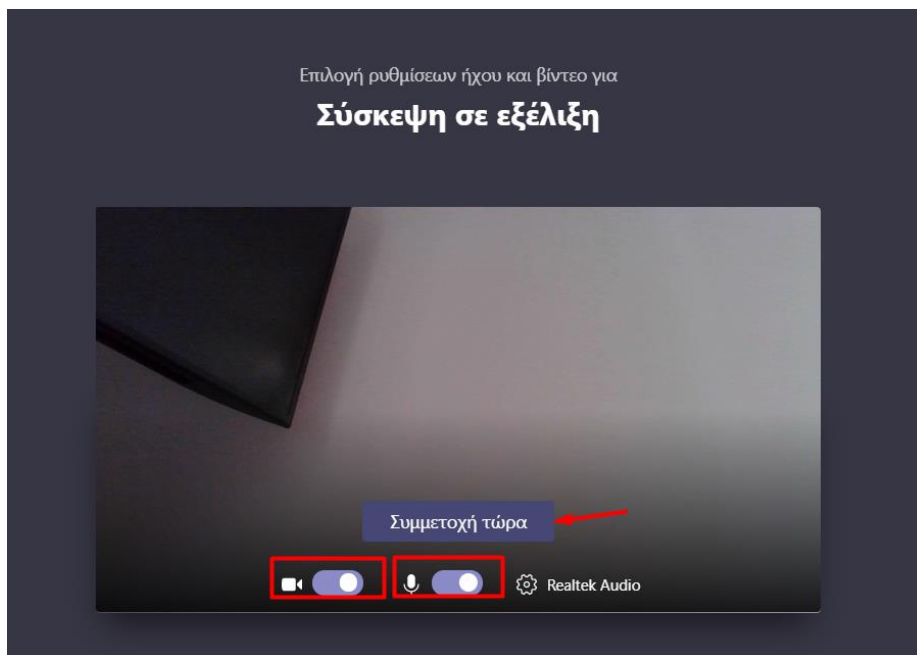 Επιλογή ρυθμίσεων ήχου και βίντεο για
Σύσκεψη σε εξέλιξη
Συμμετοχή τώρα
Realtek Audio